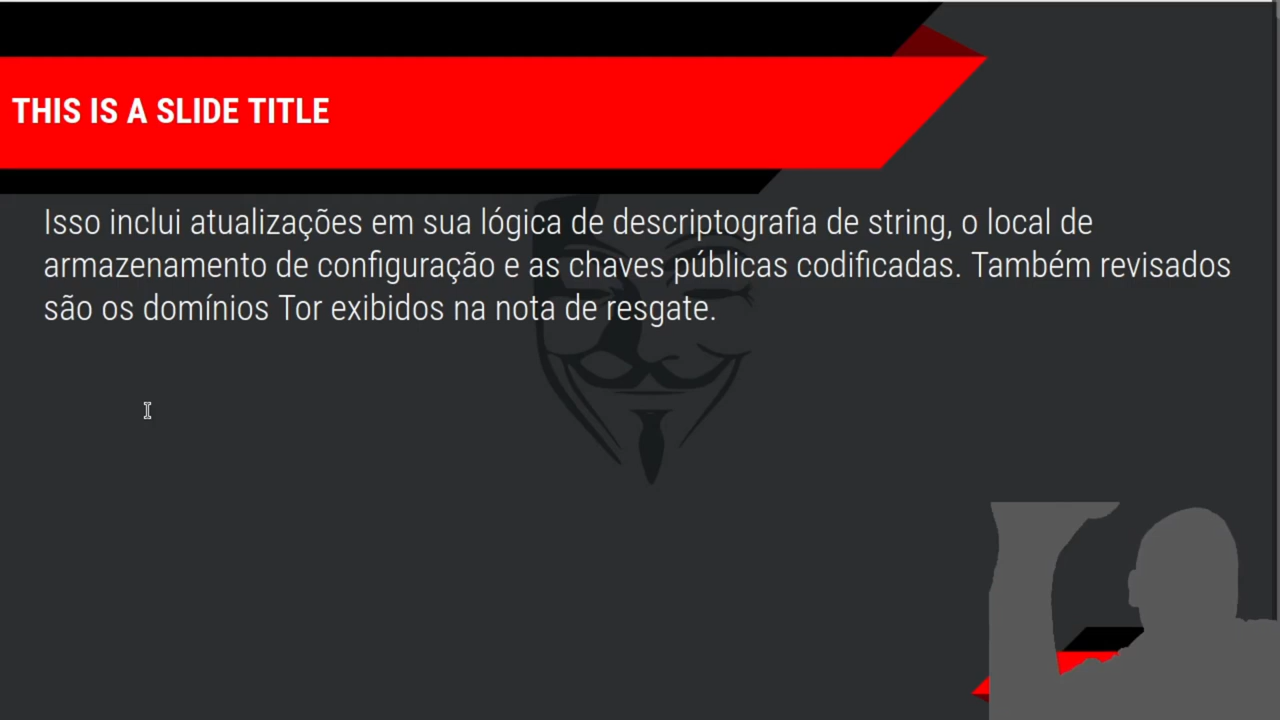 THIS IS A SLIDE TITLE
Isso inclui atualizações em sua lógica de descriptografia de string, o local de
armazenamento de configuração e as chaves públicas codificadas. Também revisados
são os domínios Tor exibidos na nota de resgate.